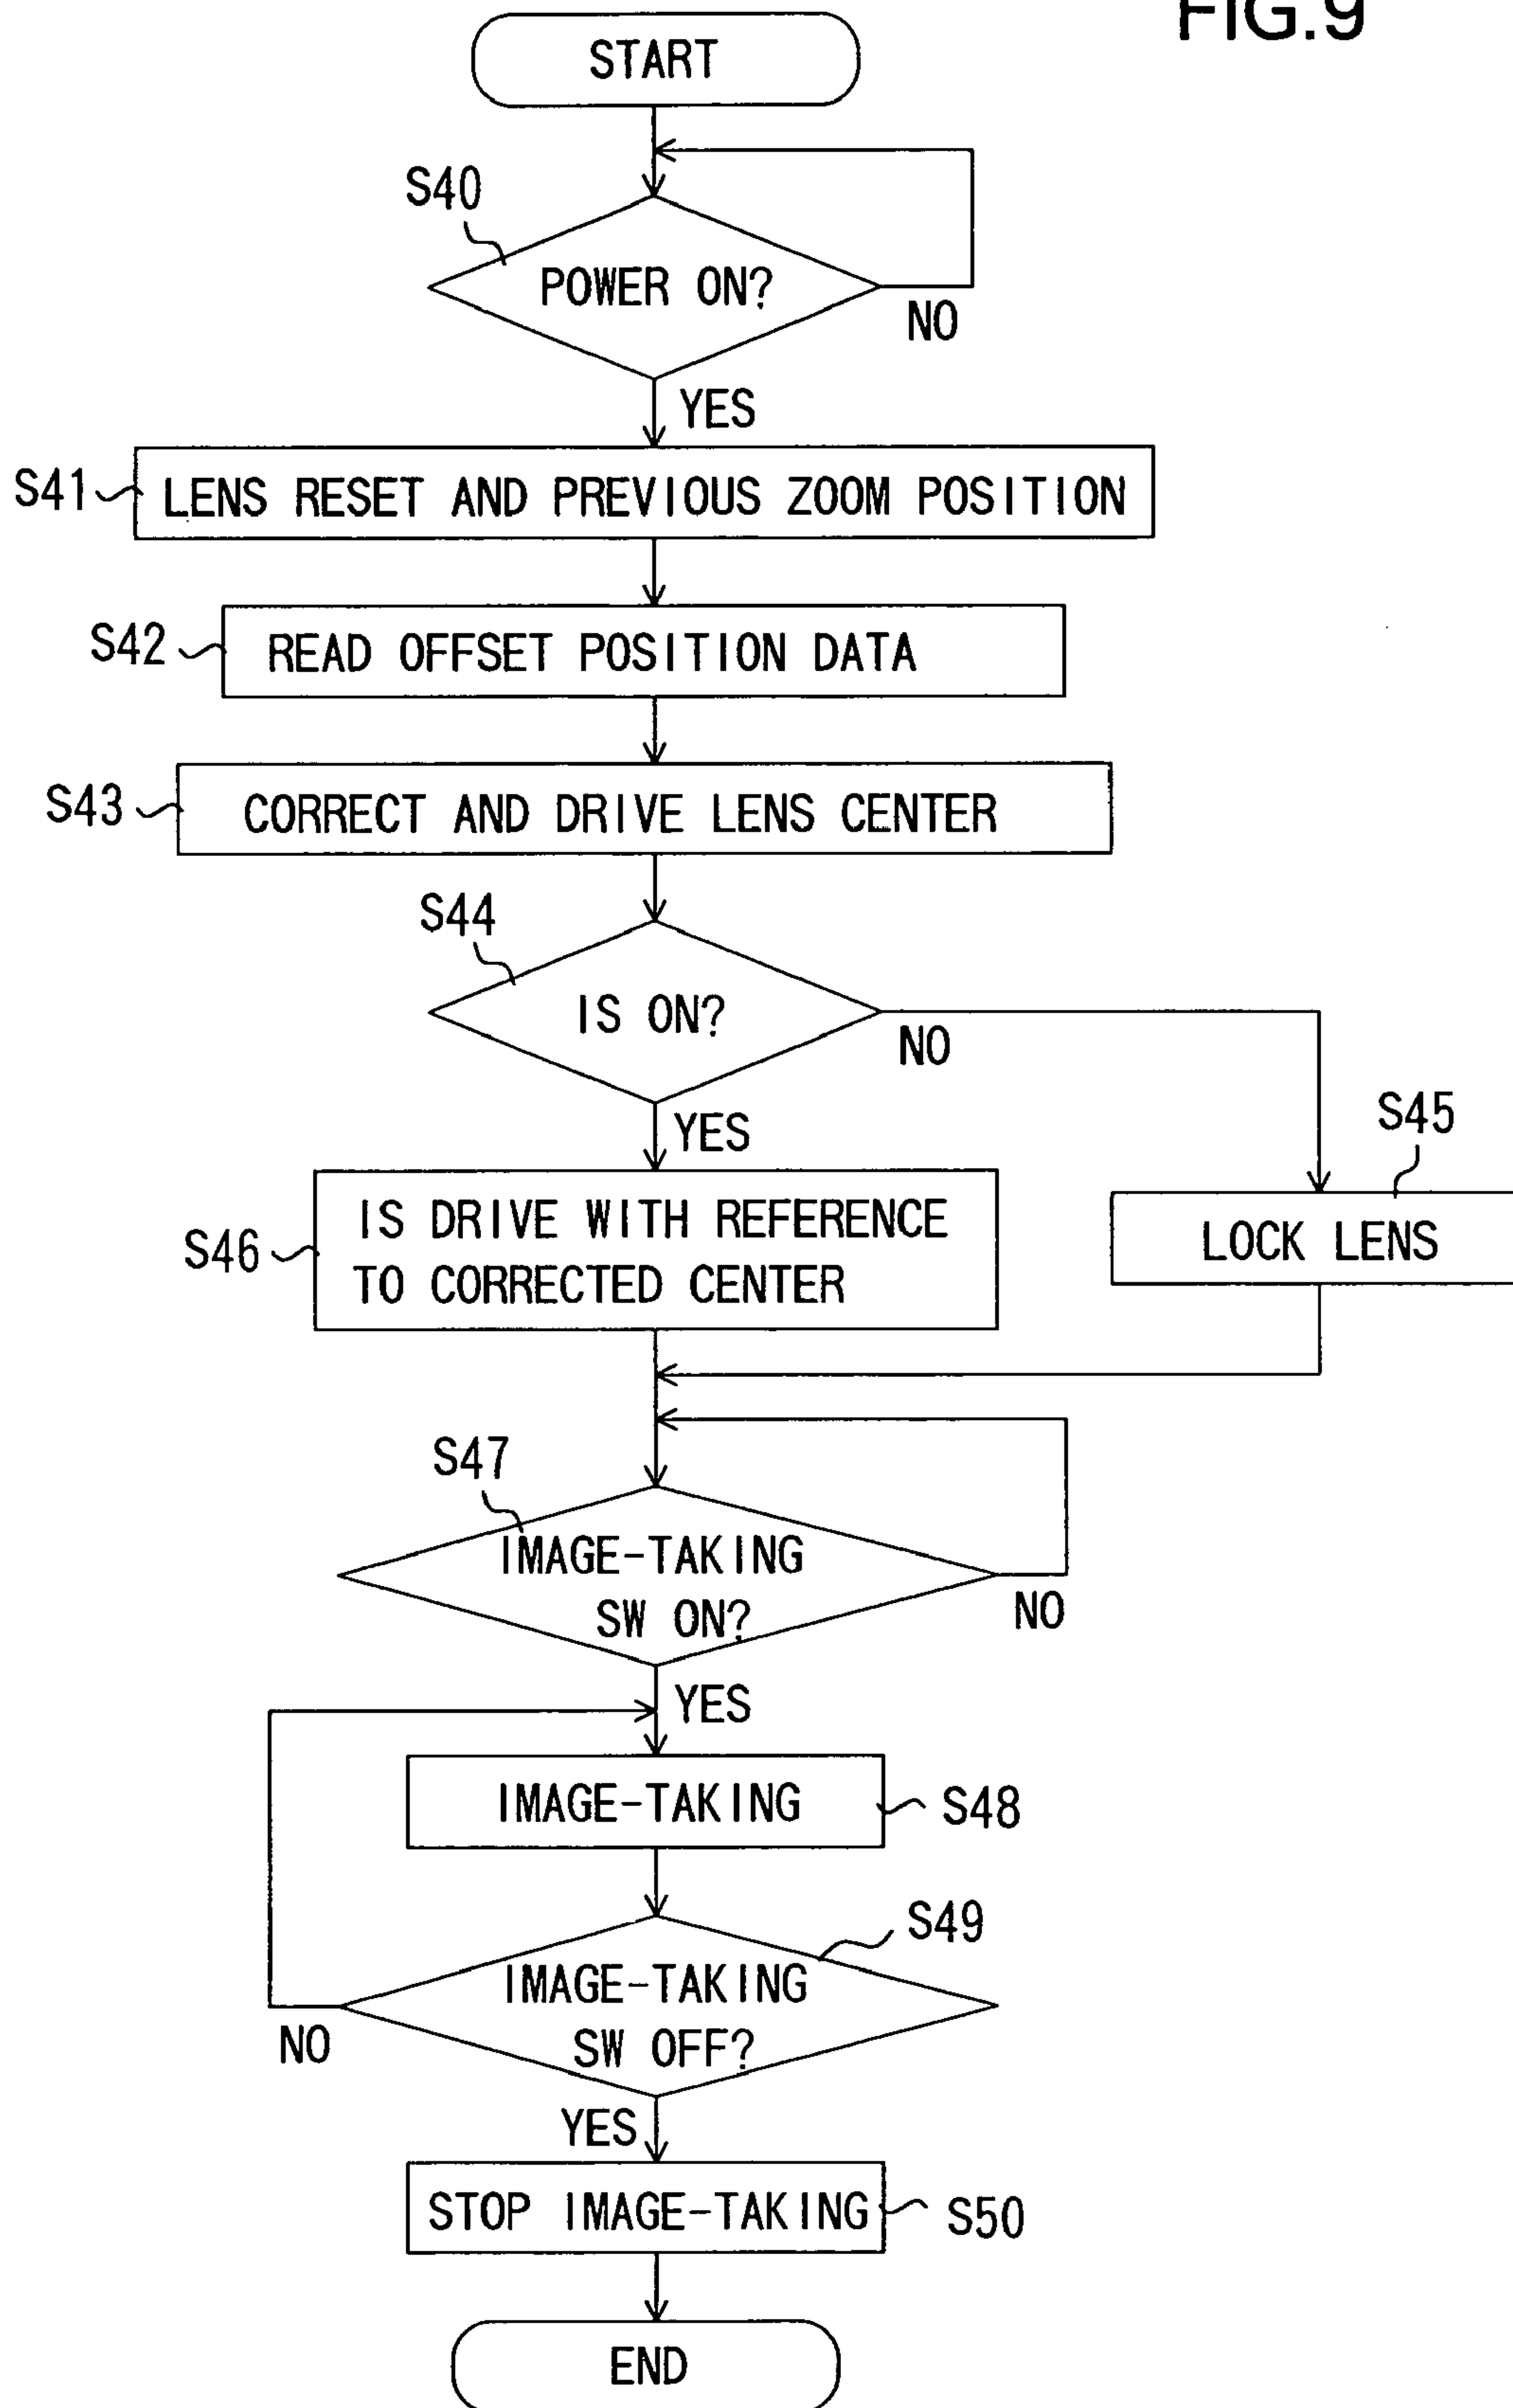 FIG.9
START
S40
POWER ON?
NO
YES
S41
LENS RESET AND PREVIOUS ZOOM POSITION
S42
READ OFFSET POSITION DATA
S43
CORRECT AND DRIVE LENS CENTER
S44
IS ON?
NO
YES
S45
LOCK LENS
S46
IS DRIVE WITH REFERENCE
TO CORRECTED CENTER
S47
IMAGE-TAKING
SW ON?
NO
YES
IMAGE-TAKING
S48
S49
IMAGE-TAKING
SW OFF?
NO
YES
STOP IMAGE-TAKING
S50
END